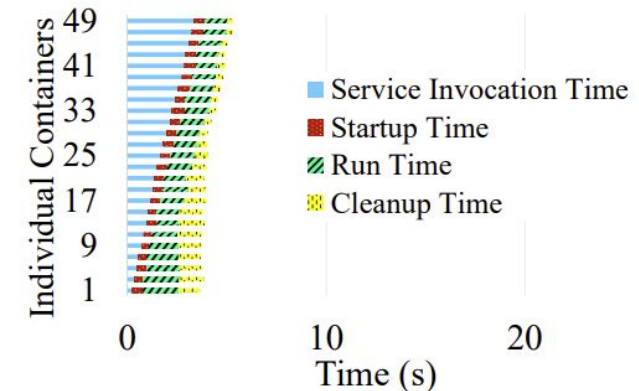 Individual Containers
49
41
33
25
17
9
1
Service Invocation Time
Startup Time
Run Time
Cleanup Time
0 10 20
Time (s)